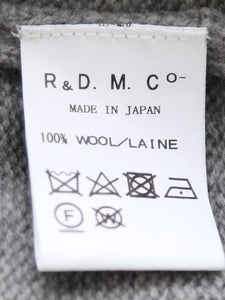 R & D. M. Co-
MADE IN JAPAN
100% WOOL/LAINE
F W